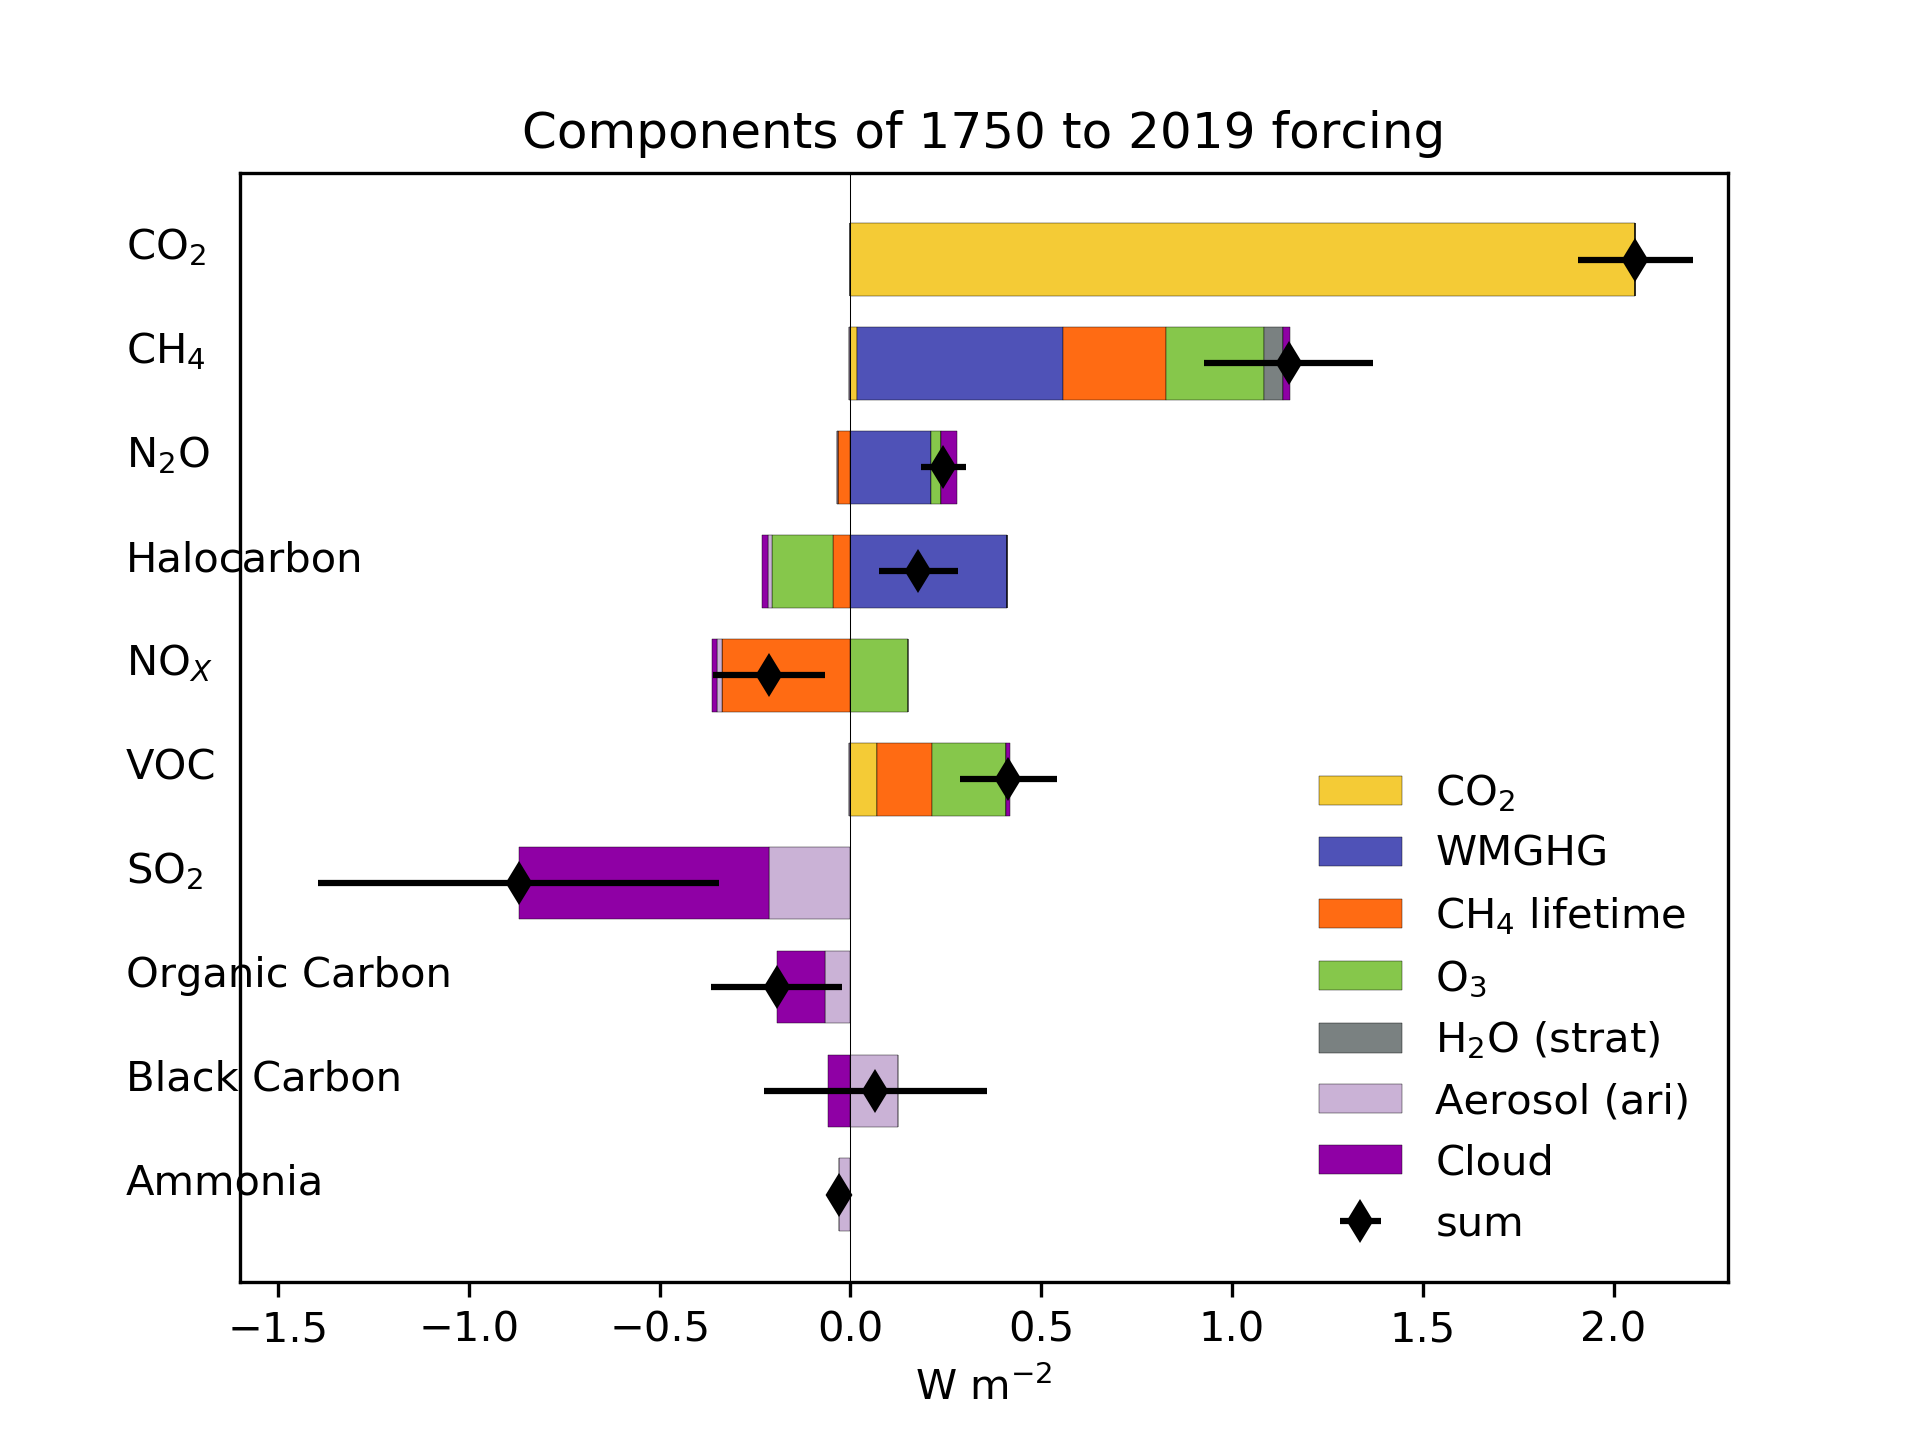 Components of 1750 to 2019 forcing
CO₂
CH₄
N₂O
Halocarbon
NOₓ
VOC
SO₂
Organic Carbon
Black Carbon
Ammonia
CO₂
WMGHG
CH₄ lifetime
O₃
H₂O (strat)
Aerosol (ari)
Cloud
sum
−1.5 −1.0 −0.5 0.0 0.5 1.0 1.5 2.0
W m⁻²